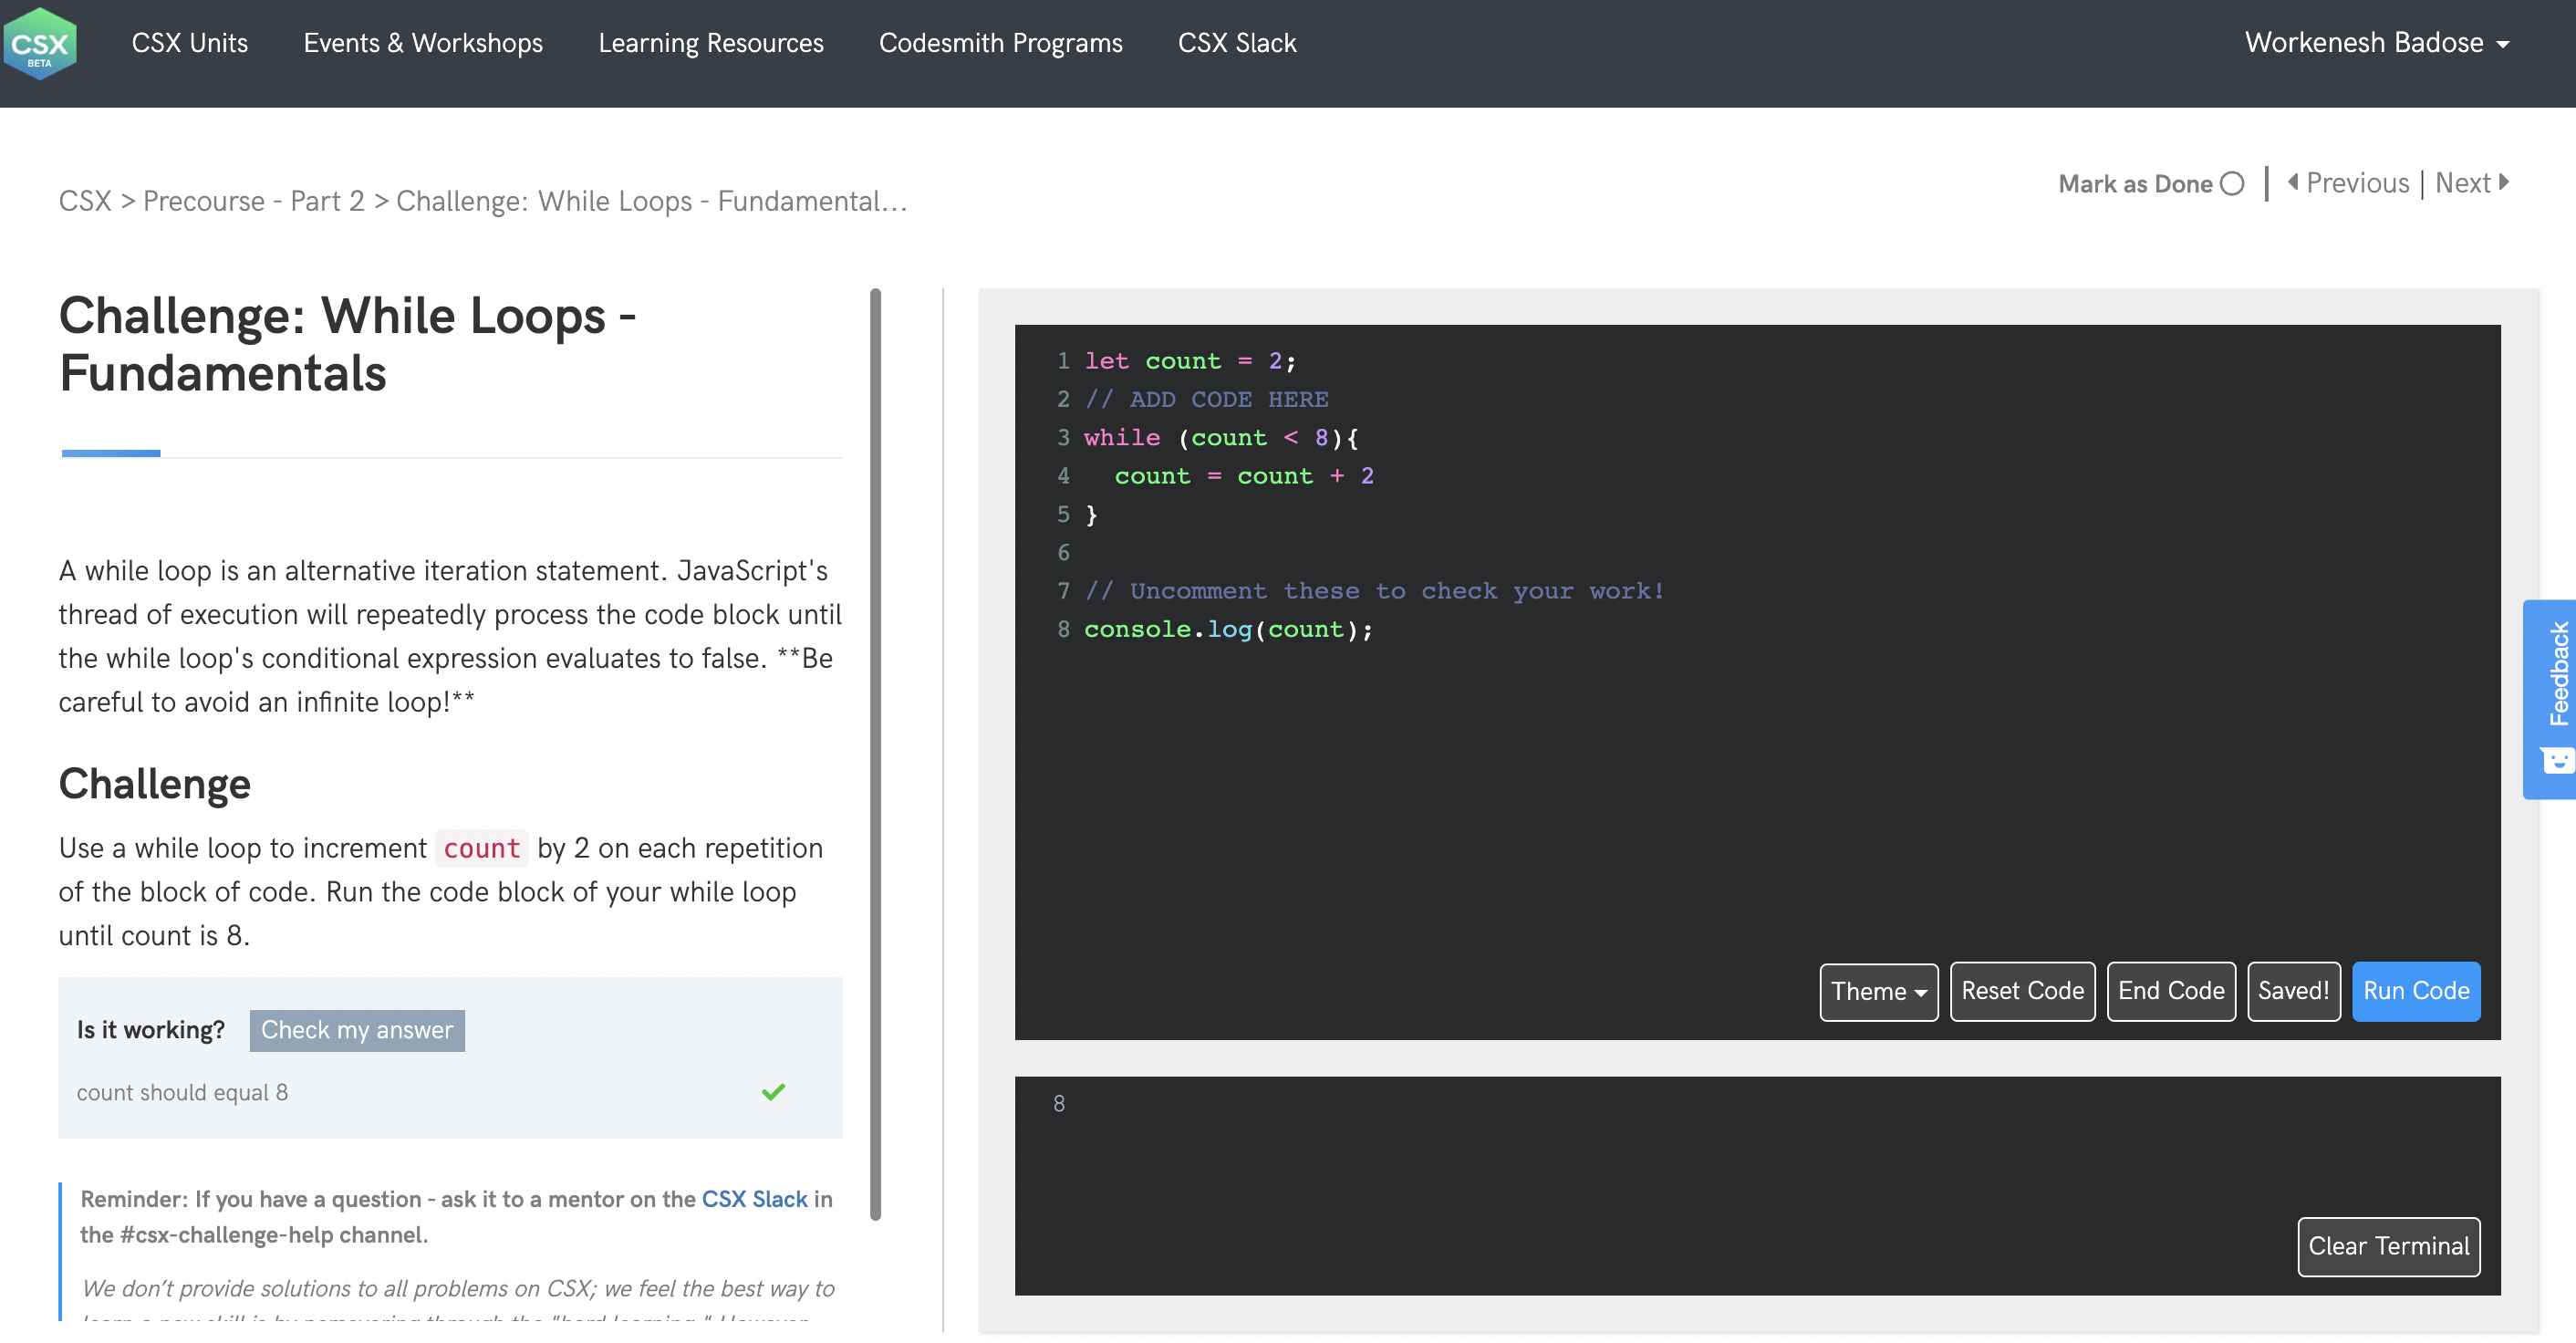 CSX
BETA
CSX Units
Events & Workshops
Learning Resources
Codesmith Programs
CSX Slack
Workenesh Badose
CSX > Precourse - Part 2 > Challenge: While Loops - Fundamental...
Mark as Done
Previous | Next
Challenge: While Loops -
Fundamentals
A while loop is an alternative iteration statement. JavaScript's
thread of execution will repeatedly process the code block until
the while loop's conditional expression evaluates to false. **Be
careful to avoid an infinite loop!**
Challenge
Use a while loop to increment count by 2 on each repetition
of the block of code. Run the code block of your while loop
until count is 8.
Is it working?
Check my answer
count should equal 8
Reminder: If you have a question - ask it to a mentor on the CSX Slack in
the #csx-challenge-help channel.
We don’t provide solutions to all problems on CSX; we feel the best way to
1 let count = 2;
2 // ADD CODE HERE
3 while (count < 8){
4   count = count + 2
5 }
6
7 // Uncomment these to check your work!
8 console.log(count);
Theme
Reset Code
End Code
Saved!
Run Code
8
Clear Terminal
Feedback